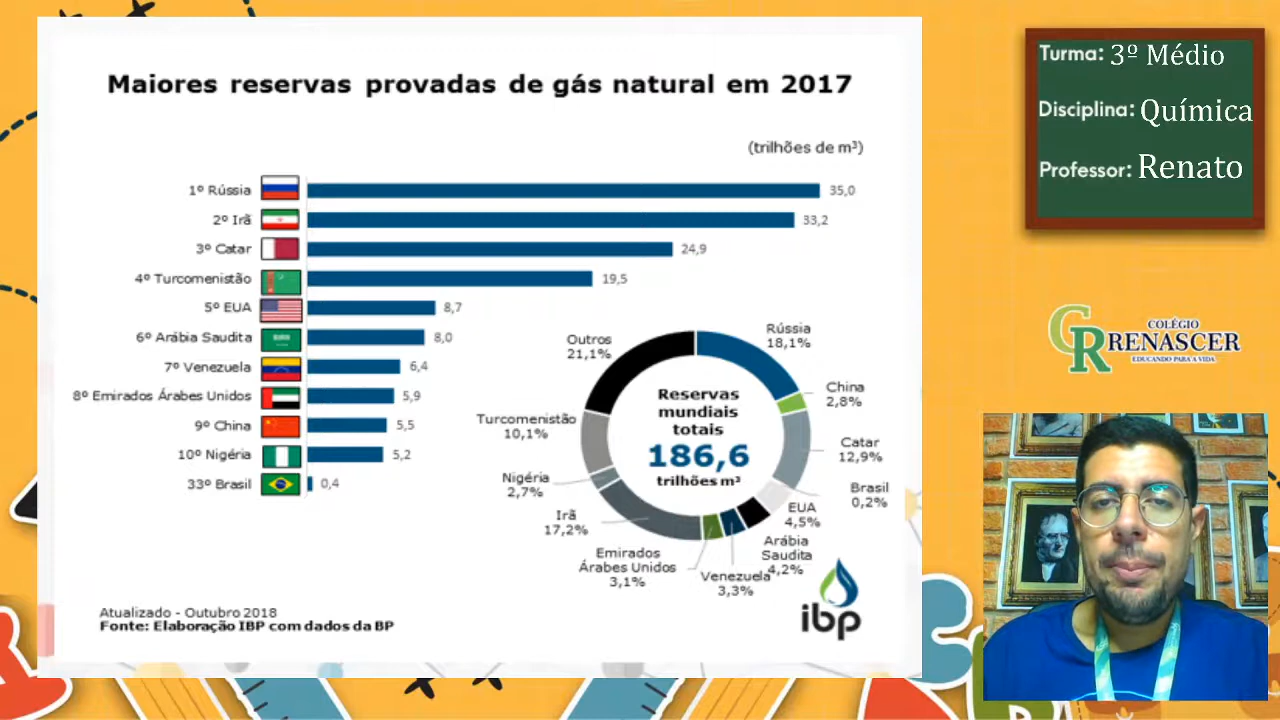 Maiores reservas provadas de gás natural em 2017
(trilhões de m³)
1º Rússia 35,0
2º Irã 33,2
3º Catar 24,9
4º Turcomenistão 19,5
5º EUA 8,7
6º Arábia Saudita 8,0
7º Venezuela 6,4
8º Emirados Árabes Unidos 5,9
9º China 5,5
10º Nigéria 5,2
33º Brasil 0,4
Reservas
mundiais
totais
186,6
trilhões m³
Rússia
18,1%
China
2,8%
Catar
12,9%
Brasil
0,2%
EUA
4,5%
Arábia
Saudita
4,2%
Venezuela
3,3%
Emirados
Árabes Unidos
3,1%
Irã
17,2%
Nigéria
2,7%
Turcomenistão
10,1%
Outros
21,1%
Atualizado - Outubro 2018
Fonte: Elaboração IBP com dados da BP
ibp
Turma: 3º Médio
Disciplina: Química
Professor: Renato
CR
COLÉGIO
RENASCER
EDUCANDO PARA A VIDA